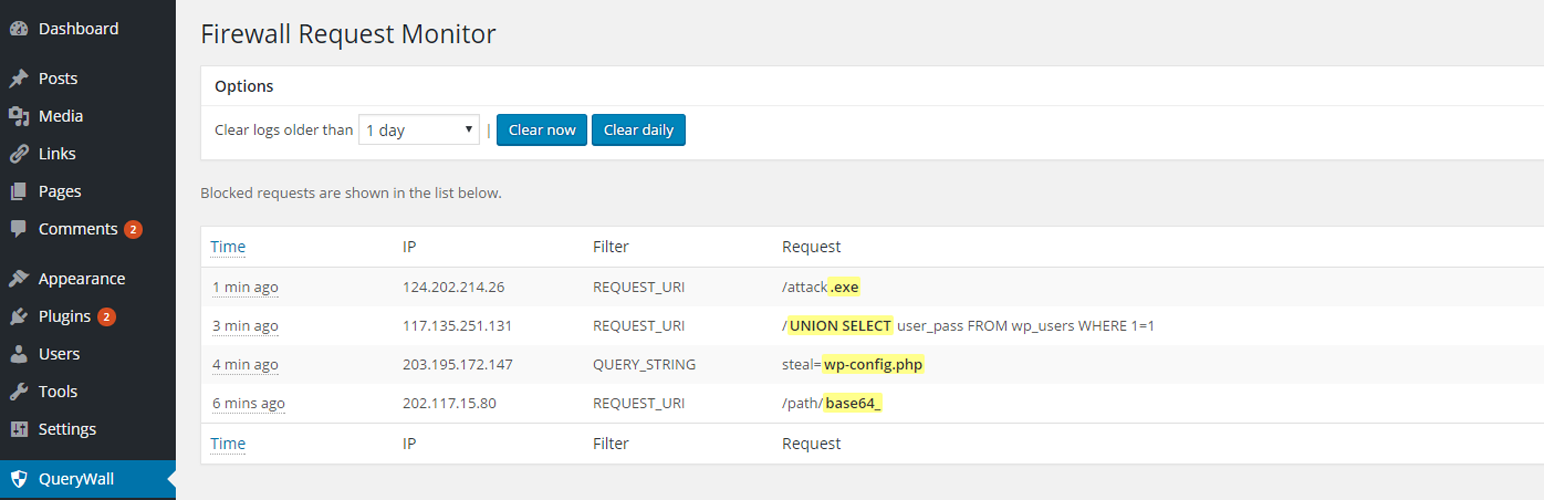 Dashboard
Posts
Media
Links
Pages
Comments 2
Appearance
Plugins 2
Users
Tools
Settings
QueryWall
Firewall Request Monitor
Options
Clear logs older than 1 day | Clear now Clear daily
Blocked requests are shown in the list below.
Time IP Filter Request
1 min ago 124.202.214.26 REQUEST_URI /attack.exe
3 min ago 117.135.251.131 REQUEST_URI /UNION SELECT user_pass FROM wp_users WHERE 1=1
4 min ago 203.195.172.147 QUERY_STRING steal=wp-config.php
6 mins ago 202.117.15.80 REQUEST_URI /path/base64_
Time IP Filter Request